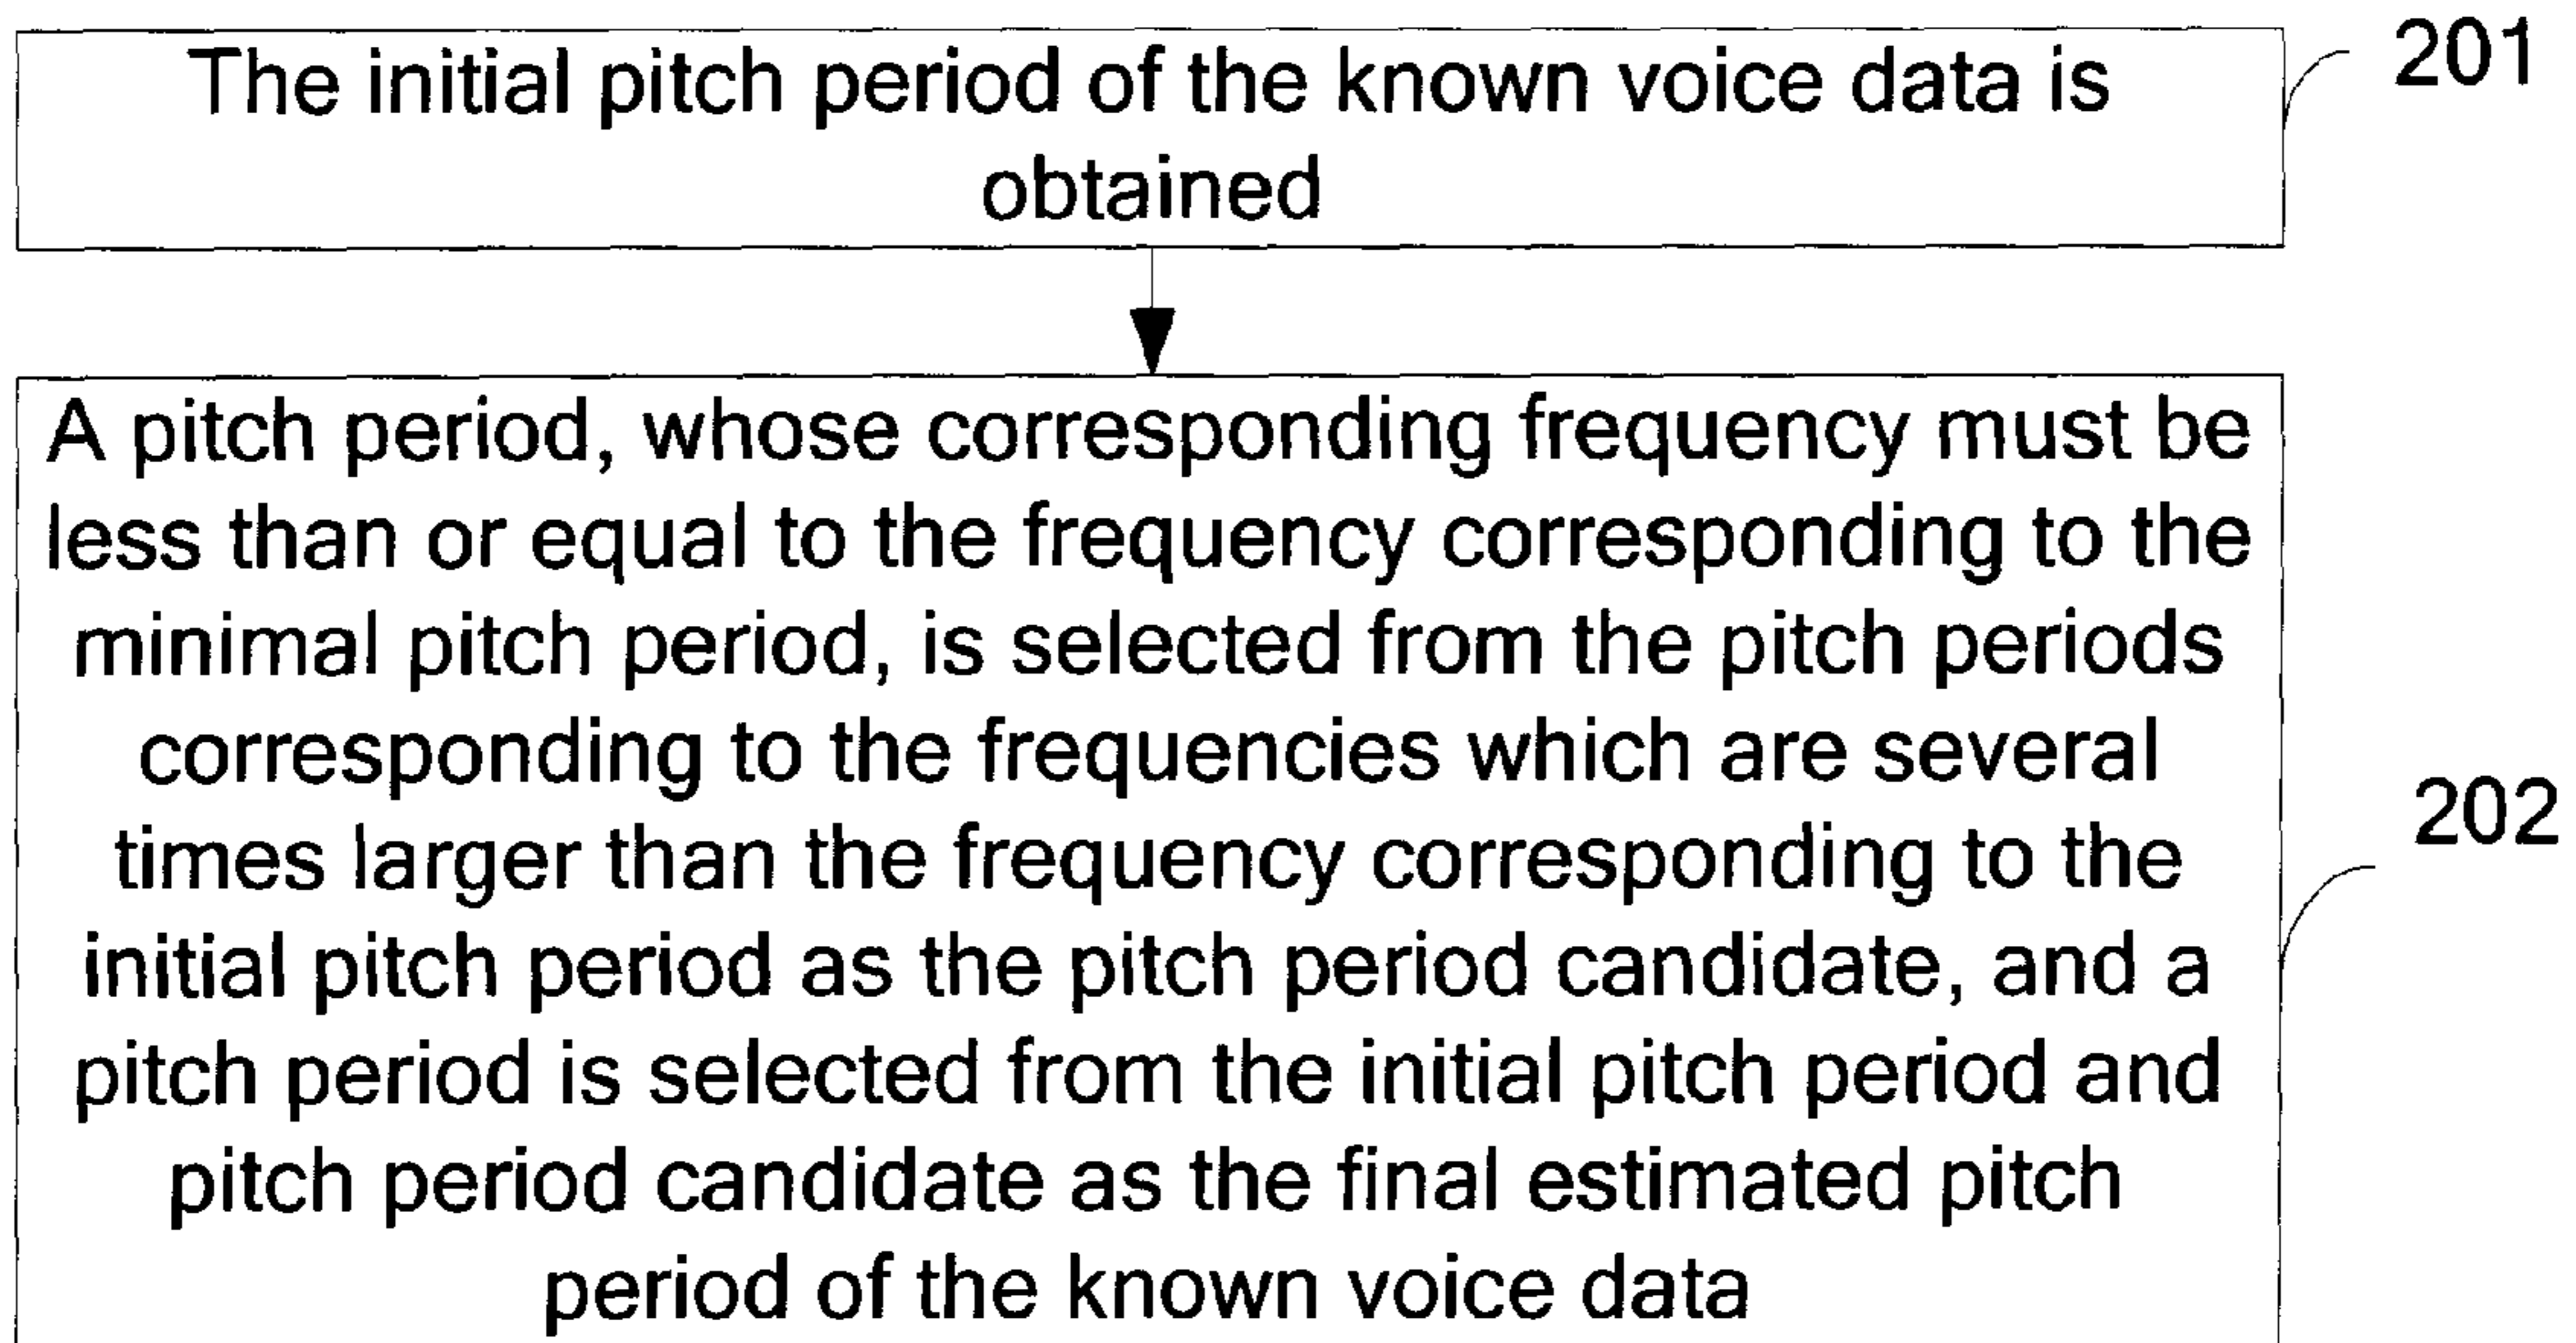 The initial pitch period of the known voice data is
obtained
201
A pitch period, whose corresponding frequency must be
less than or equal to the frequency corresponding to the
minimal pitch period, is selected from the pitch periods
corresponding to the frequencies which are several
times larger than the frequency corresponding to the
initial pitch period as the pitch period candidate, and a
pitch period is selected from the initial pitch period and
pitch period candidate as the final estimated pitch
period of the known voice data
202